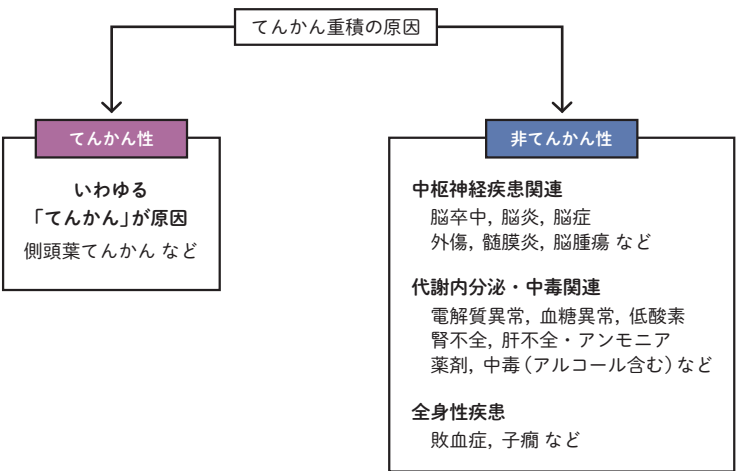 てんかん重積の原因
てんかん性
いわゆる
「てんかん」が原因
側頭葉てんかん など
非てんかん性
中枢神経疾患関連
脳卒中, 脳炎, 脳症
外傷, 髄膜炎, 脳腫瘍 など
代謝内分泌・中毒関連
電解質異常, 血糖異常, 低酸素
腎不全, 肝不全・アンモニア
薬剤, 中毒(アルコール含む)など
全身性疾患
敗血症, 子癇 など